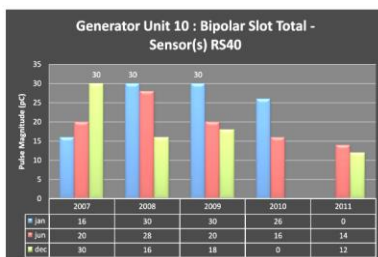 Generator Unit 10 : Bipolar Slot Total -
Sensor(s) RS40
Pulse Magnitude (pC)
35
30
25
20
15
10
5
0
30
30
30
2007 2008 2009 2010 2011
jan 16 30 30 26 0
jun 20 28 20 16 14
dec 30 16 18 0 12